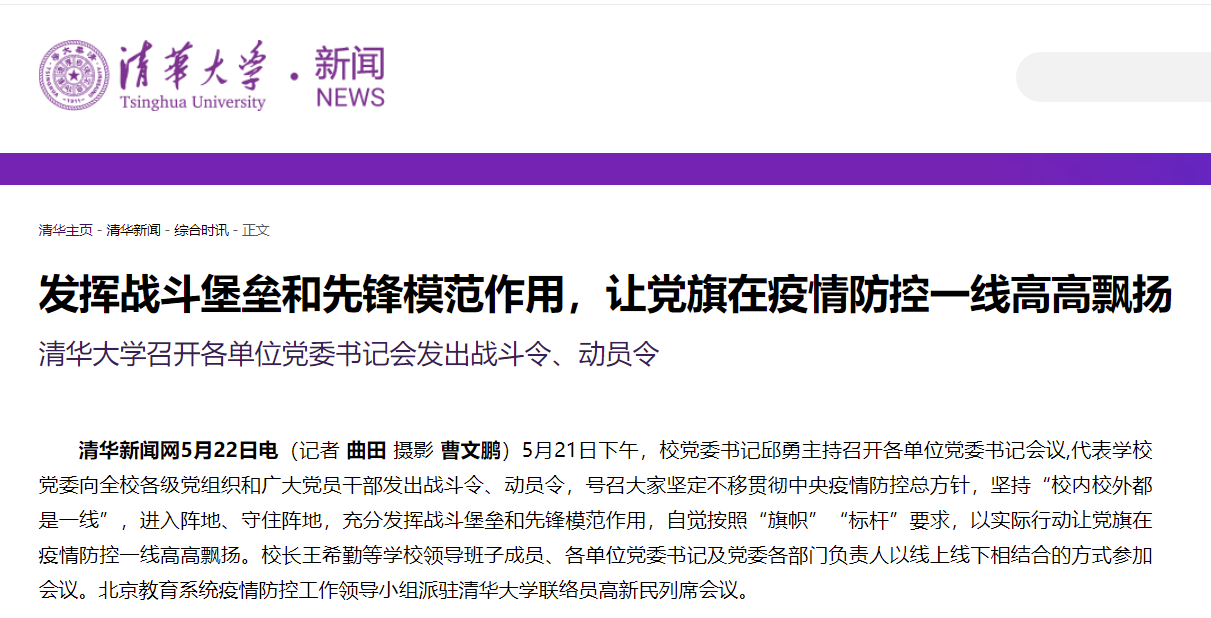 清華大学 · 新闻
Tsinghua University NEWS
清华主页 - 清华新闻 - 综合时讯 - 正文
发挥战斗堡垒和先锋模范作用，让党旗在疫情防控一线高高飘扬
清华大学召开各单位党委书记会发出战斗令、动员令
清华新闻网5月22日电（记者 曲田 摄影 曹文鹏）5月21日下午，校党委书记邱勇主持召开各单位党委书记会议,代表学校
党委向全校各级党组织和广大党员干部发出战斗令、动员令，号召大家坚定不移贯彻中央疫情防控总方针，坚持“校内校外都
是一线”，进入阵地、守住阵地，充分发挥战斗堡垒和先锋模范作用，自觉按照“旗帜”“标杆”要求，以实际行动让党旗在
疫情防控一线高高飘扬。校长王希勤等学校领导班子成员、各单位党委书记及党委各部门负责人以线上线下相结合的方式参加
会议。北京教育系统疫情防控工作领导小组派驻清华大学联络员高新民列席会议。